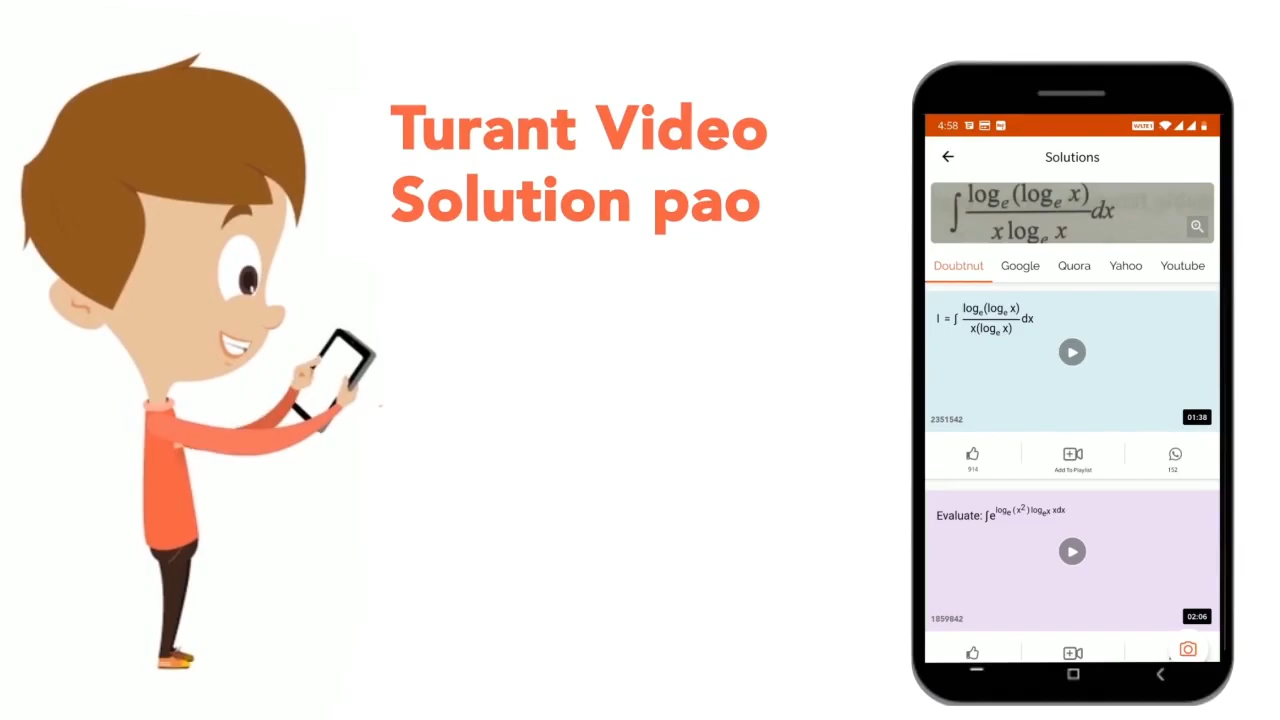 Turant Video
Solution pao
4:58
Solutions
∫ logₑ(logₑ x) / x logₑ x dx
Doubtnut Google Quora Yahoo Youtube
I = ∫ logₑ(logₑ x) / x(logₑ x) dx
2351542 01:38
914 Add To Playlist 152
Evaluate: ∫e^logₑ(x²)logₑx xdx
1859842 02:06